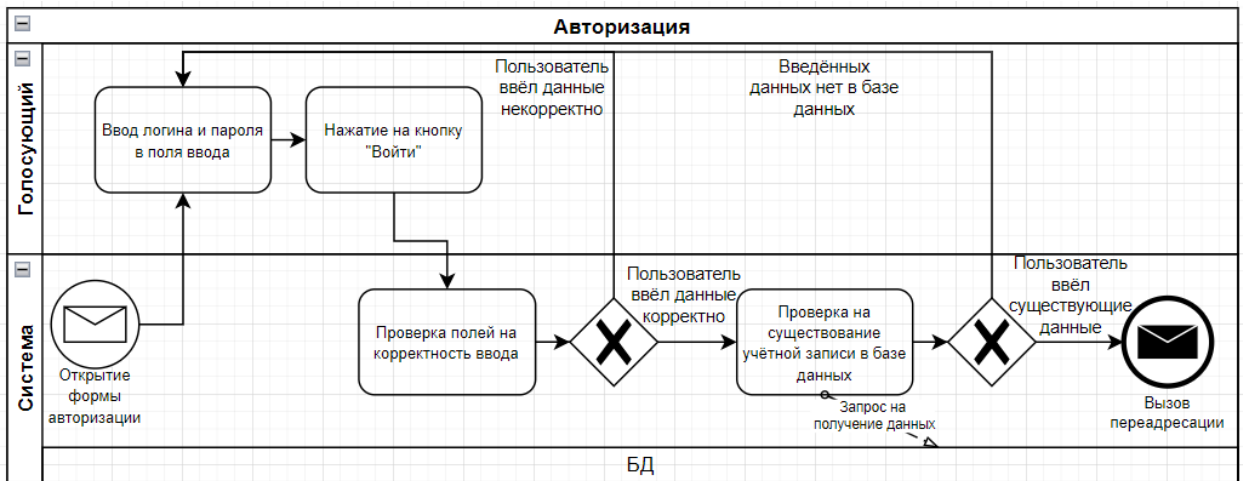 Авторизация
Голосующий
Ввод логина и пароля
в поля ввода
Нажатие на кнопку
"Войти"
Пользователь
ввёл данные
некорректно
Введённых
данных нет в базе
данных
Система
Открытие
формы
авторизации
Проверка полей на
корректность ввода
Пользователь
ввёл данные
корректно
Проверка на
существование
учётной записи в базе
данных
Запрос на
получение данных
Пользователь
ввёл
существующие
данные
Вызов
переадресации
БД